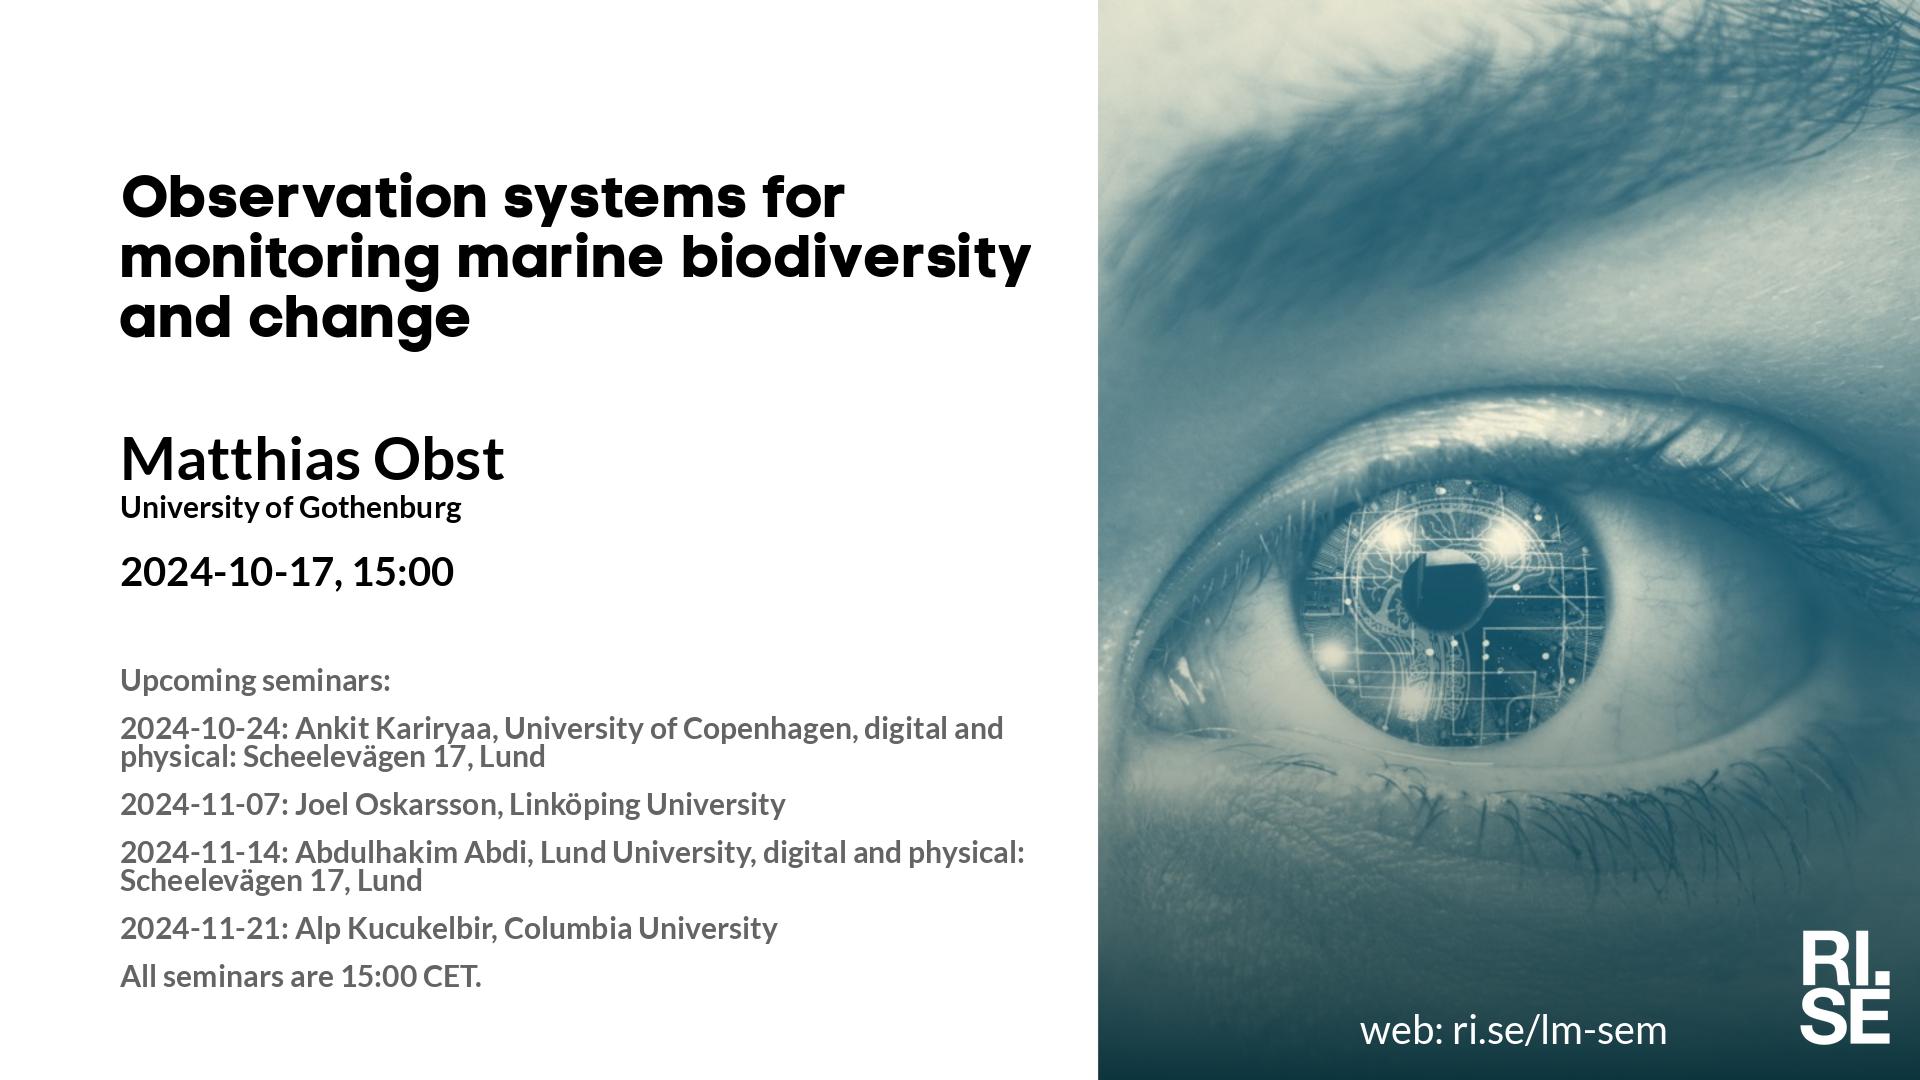 Observation systems for
monitoring marine biodiversity
and change
Matthias Obst
University of Gothenburg
2024-10-17, 15:00
Upcoming seminars:
2024-10-24: Ankit Kariryaa, University of Copenhagen, digital and
physical: Scheelevägen 17, Lund
2024-11-07: Joel Oskarsson, Linköping University
2024-11-14: Abdulhakim Abdi, Lund University, digital and physical:
Scheelevägen 17, Lund
2024-11-21: Alp Kucukelbir, Columbia University
All seminars are 15:00 CET.
web: ri.se/lm-sem
RI.
SE